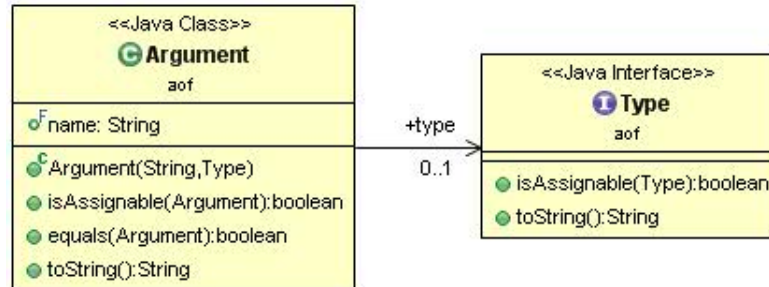 <<Java Class>>
Argument
aof
name: String
Argument(String,Type)
isAssignable(Argument):boolean
equals(Argument):boolean
toString():String
+type
0..1
<<Java Interface>>
Type
aof
isAssignable(Type):boolean
toString():String